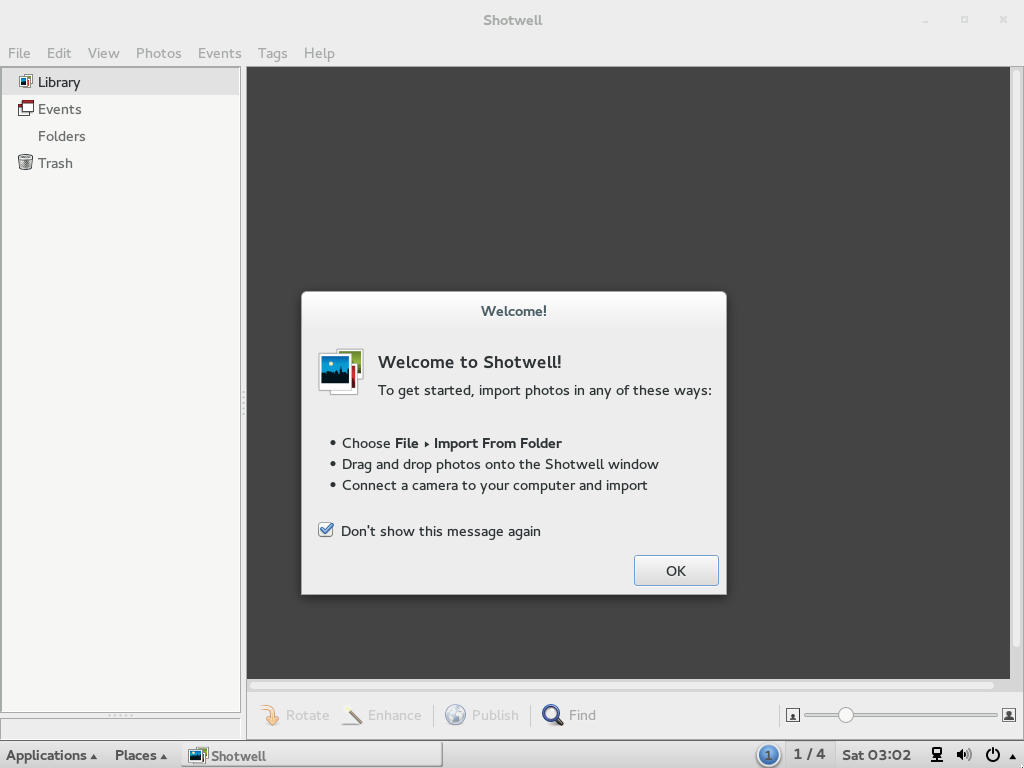 Shotwell
File Edit View Photos Events Tags Help
Library
Events
Folders
Trash
Welcome!
Welcome to Shotwell!
To get started, import photos in any of these ways:
• Choose File ▸ Import From Folder
• Drag and drop photos onto the Shotwell window
• Connect a camera to your computer and import
Don't show this message again
OK
Rotate Enhance Publish Find
Applications Places Shotwell 1 1 / 4 Sat 03:02